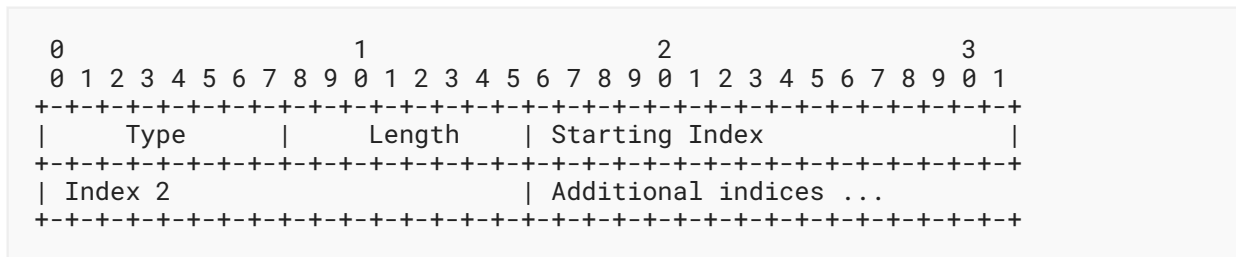 0                   1                   2                   3
 0 1 2 3 4 5 6 7 8 9 0 1 2 3 4 5 6 7 8 9 0 1 2 3 4 5 6 7 8 9 0 1
+-+-+-+-+-+-+-+-+-+-+-+-+-+-+-+-+-+-+-+-+-+-+-+-+-+-+-+-+-+-+-+-+
|     Type      |     Length    | Starting Index                |
+-+-+-+-+-+-+-+-+-+-+-+-+-+-+-+-+-+-+-+-+-+-+-+-+-+-+-+-+-+-+-+-+
| Index 2                       | Additional indices ...
+-+-+-+-+-+-+-+-+-+-+-+-+-+-+-+-+-+-+-+-+-+-+-+-+-+-+-+-+-+-+-+-+